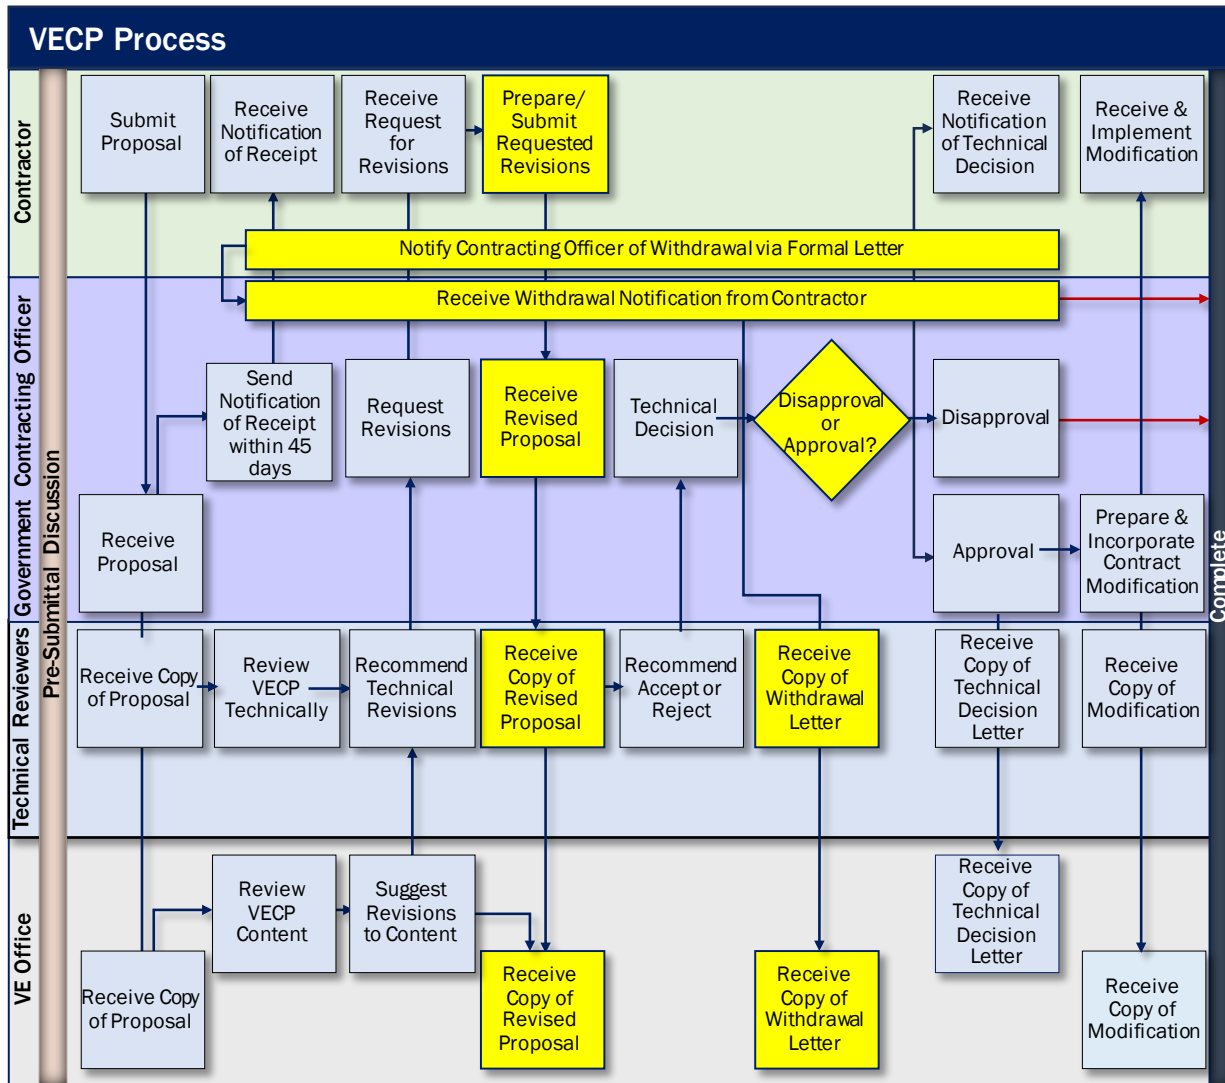 VECP Process
Contractor
Submit
Proposal
Receive
Notification
of Receipt
Receive
Request
for
Revisions
Prepare/
Submit
Requested
Revisions
Receive
Notification
of Technical
Decision
Receive &
Implement
Modification
Notify Contracting Officer of Withdrawal via Formal Letter
Government Contracting Officer
Pre-Submittal Discussion
Receive Withdrawal Notification from Contractor
Send
Notification
of Receipt
within 45
days
Request
Revisions
Receive
Revised
Proposal
Technical
Decision
Disapproval
or
Approval?
Disapproval
Receive
Proposal
Approval
Prepare &
Incorporate
Contract
Modification
Complete
Technical Reviewers
Receive Copy
of Proposal
Review
VECP
Technically
Recommend
Technical
Revisions
Receive
Copy of
Revised
Proposal
Recommend
Accept or
Reject
Receive
Copy of
Withdrawal
Letter
Receive
Copy of
Technical
Decision
Letter
Receive
Copy of
Modification
VE Office
Receive Copy
of Proposal
Review
VECP
Content
Suggest
Revisions
to Content
Receive
Copy of
Revised
Proposal
Receive
Copy of
Withdrawal
Letter
Receive
Copy of
Technical
Decision
Letter
Receive
Copy of
Modification